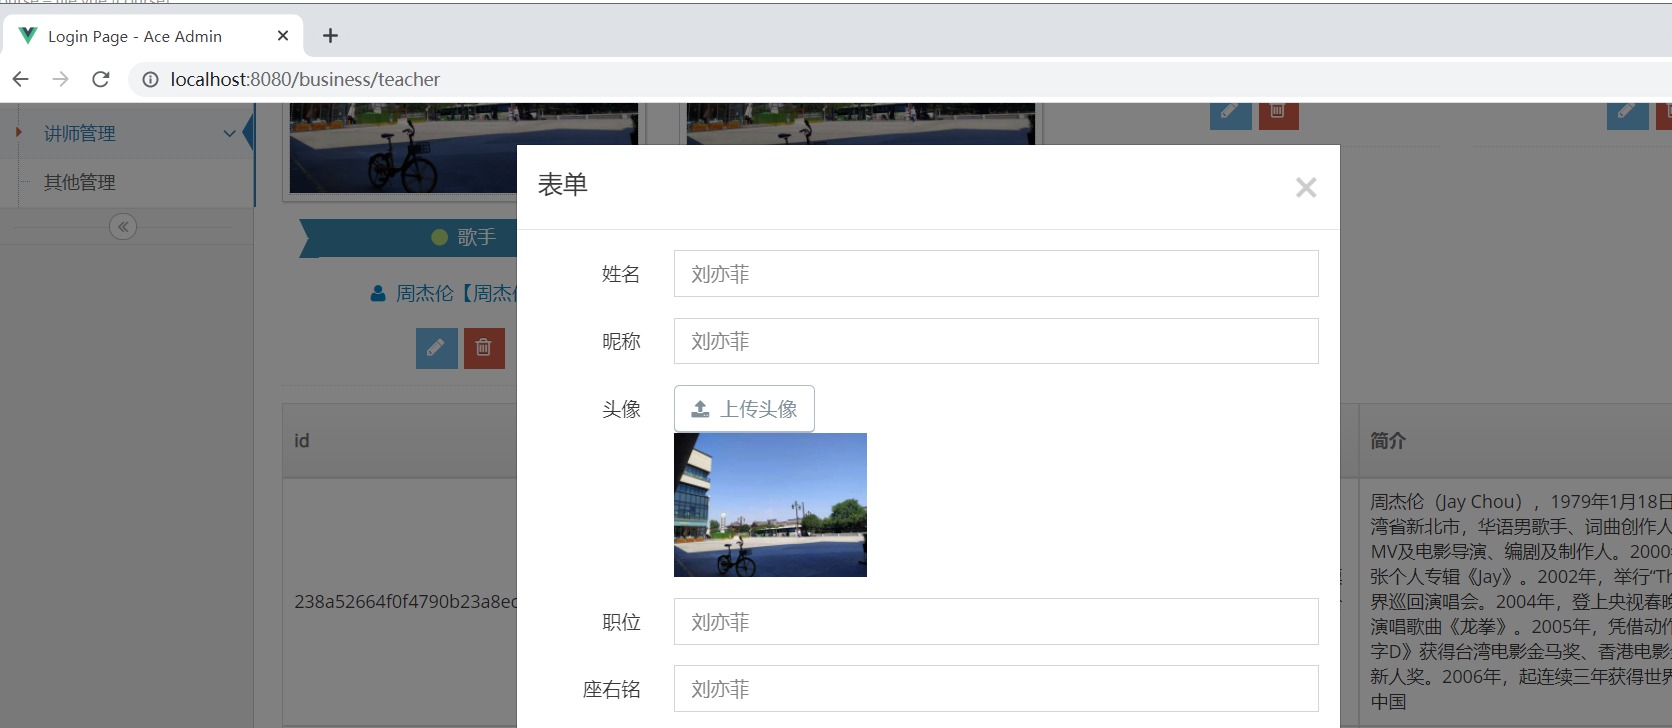 Login Page - Ace Admin
localhost:8080/business/teacher
讲师管理
其他管理
歌手
周杰伦【周杰
表单
姓名
刘亦菲
昵称
刘亦菲
头像
上传头像
职位
刘亦菲
座右铭
刘亦菲
id
简介
238a52664f0f4790b23a8e
周杰伦（Jay Chou），1979年1月18日
湾省新北市，华语男歌手、词曲创作人
MV及电影导演、编剧及制作人。2000
张个人专辑《Jay》。2002年，举行“Th
界巡回演唱会。2004年，登上央视春晚
演唱歌曲《龙拳》。2005年，凭借动作
字D》获得台湾电影金马奖、香港电影
新人奖。2006年，起连续三年获得世界
中国